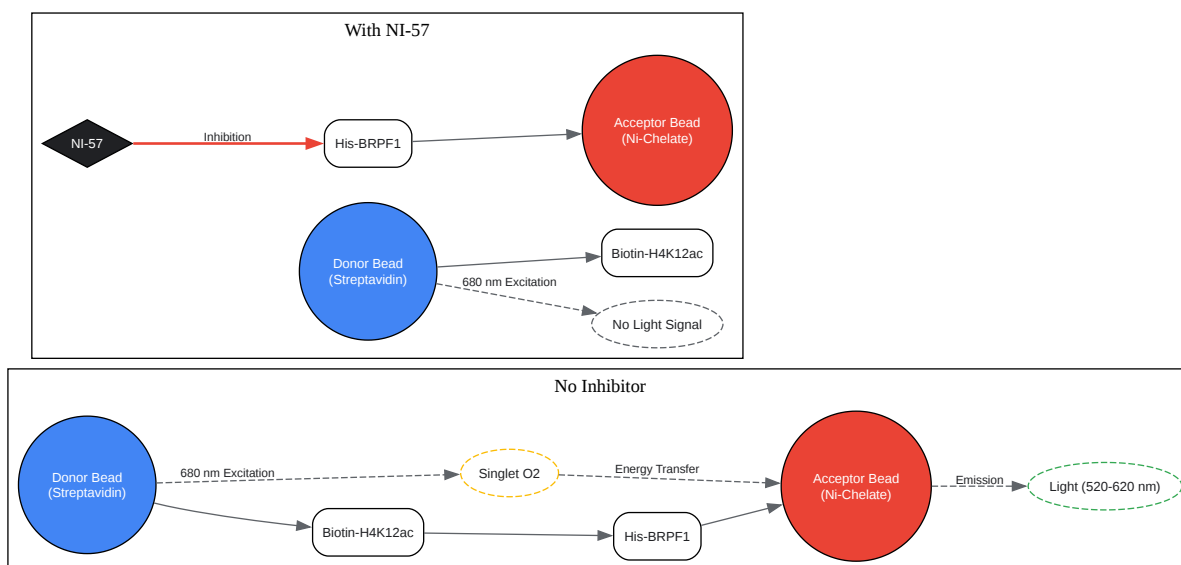 With NI-57
NI-57
Inhibition
His-BRPF1
Acceptor Bead
(Ni-Chelate)
Donor Bead
(Streptavidin)
Biotin-H4K12ac
680 nm Excitation
No Light Signal
No Inhibitor
Donor Bead
(Streptavidin)
680 nm Excitation
Singlet O2
Energy Transfer
Acceptor Bead
(Ni-Chelate)
Emission
Light (520-620 nm)
Biotin-H4K12ac
His-BRPF1